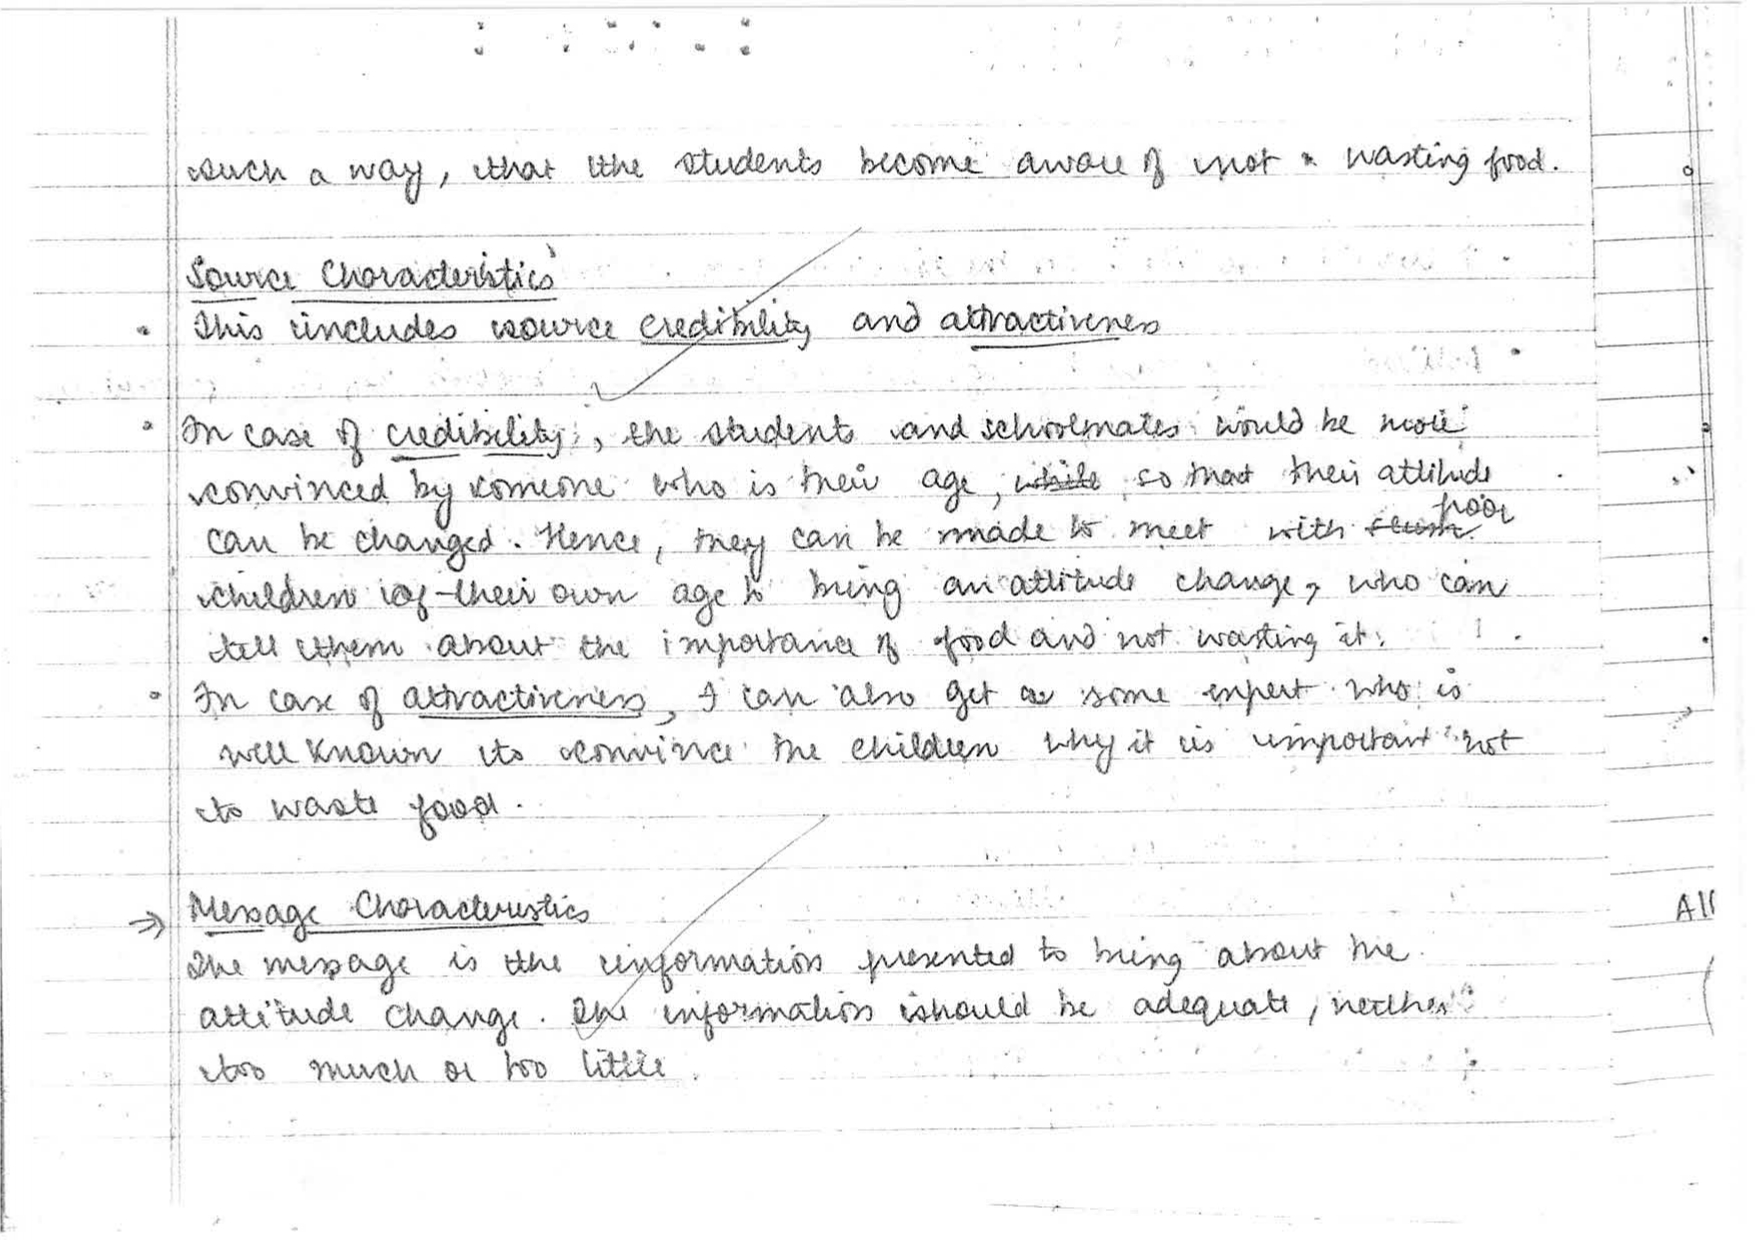 such a way, that the students become aware of not wasting food.
Source Characteristics
• This includes source credibility and attractiveness
• In case of credibility, the students and schoolmates would be more
convinced by someone who is their age, while so that their attitude
can be changed. Hence, they can be made to meet with slum poor
children of their own age to bring an attitude change, who can
tell them about the importance of food and not wasting it.
• In case of attractiveness, I can also get a some expert who is
well known to convince the children why it is important not
to waste food.
→ Message Characteristics
The message is the information presented to bring about the
attitude change. The information should be adequate, neither
too much or too little.